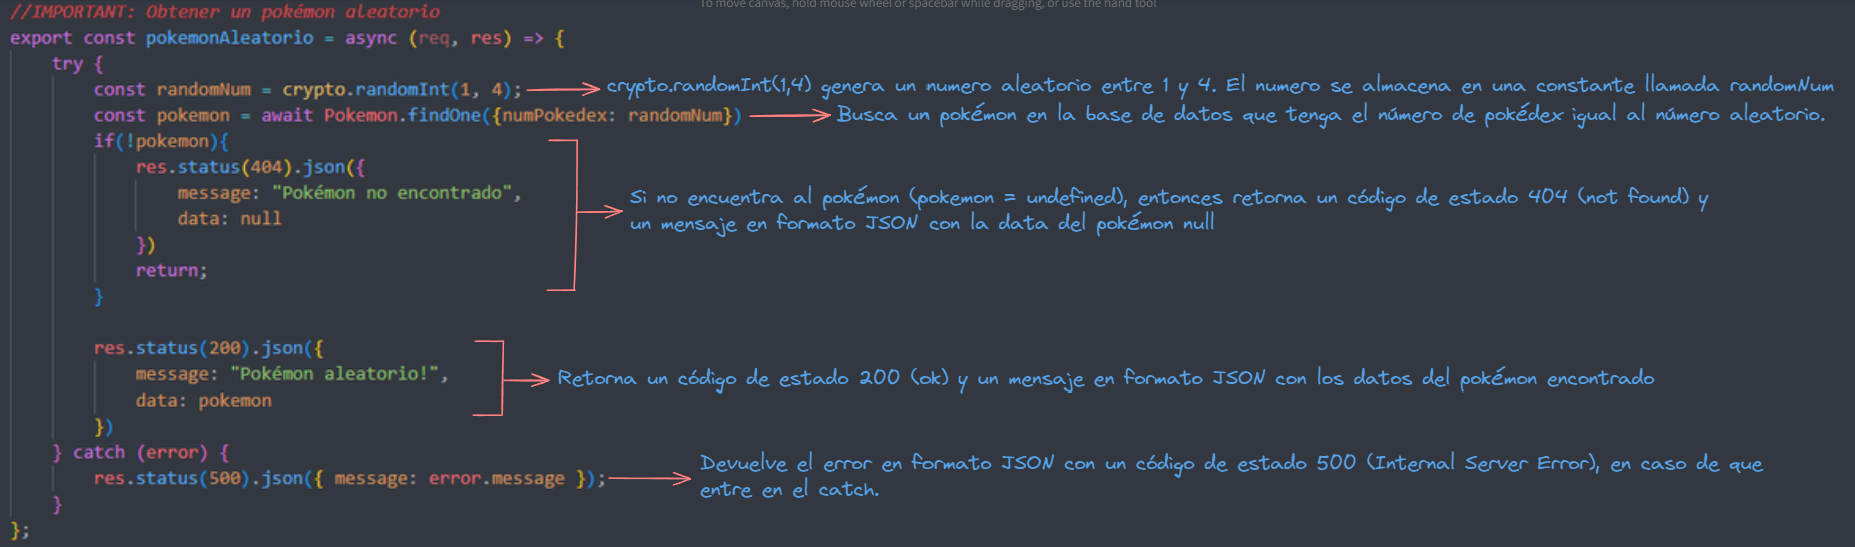 To move canvas, hold mouse wheel or spacebar while dragging, or use the hand tool
//IMPORTANT: Obtener un pokémon aleatorio
export const pokemonAleatorio = async (req, res) => {
try {
const randomNum = crypto.randomInt(1, 4);
crypto.randomInt(1,4) genera un numero aleatorio entre 1 y 4. El numero se almacena en una constante llamada randomNum
const pokemon = await Pokemon.findOne({numPokedex: randomNum})
Busca un pokémon en la base de datos que tenga el número de pokédex igual al número aleatorio.
if(!pokemon){
res.status(404).json({
message: "Pokémon no encontrado",
data: null
})
return;
}
Si no encuentra al pokémon (pokemon = undefined), entonces retorna un código de estado 404 (not found) y
un mensaje en formato JSON con la data del pokémon null
res.status(200).json({
message: "Pokémon aleatorio!",
data: pokemon
})
Retorna un código de estado 200 (ok) y un mensaje en formato JSON con los datos del pokémon encontrado
} catch (error) {
res.status(500).json({ message: error.message });
Devuelve el error en formato JSON con un código de estado 500 (Internal Server Error), en caso de que
entre en el catch.
}
};